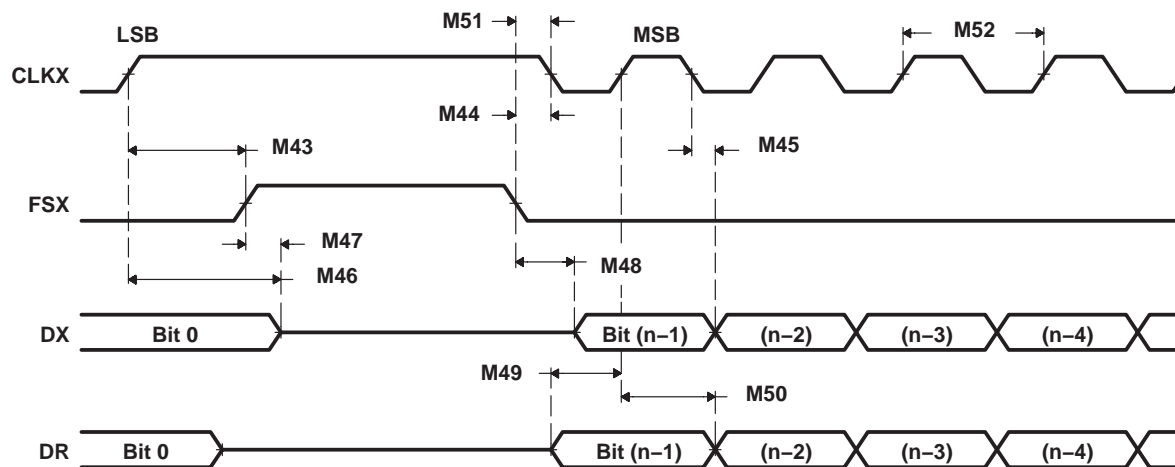 M51
LSB
MSB
M52
CLKX
M44
M43
M45
FSX
M47
M46
M48
DX
Bit 0
Bit (n–1)
(n–2)
(n–3)
(n–4)
M49
M50
DR
Bit 0
Bit (n–1)
(n–2)
(n–3)
(n–4)